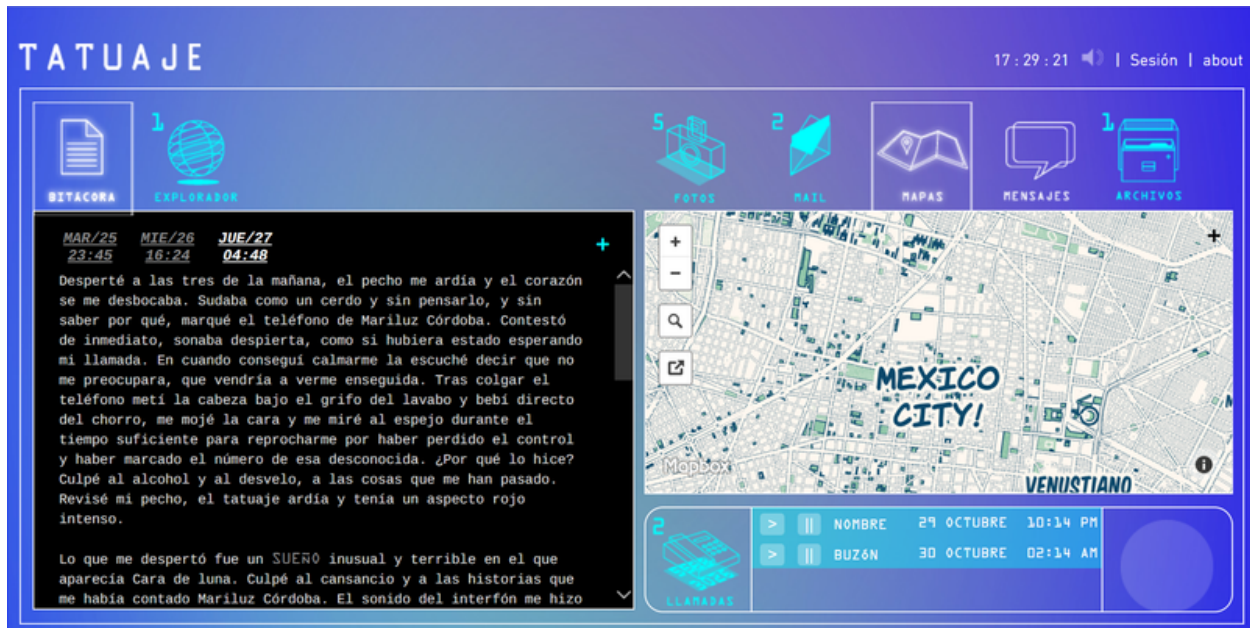 TATUAJE
17 : 29 : 21 | Sesión | about
1
5
2
1
BITÁCORA
EXPLORADOR
FOTOS
MAIL
MAPAS
MENSAJES
ARCHIVOS
MAR/25 MIE/26 JUE/27
23:45 16:24 04:48
+
Desperté a las tres de la mañana, el pecho me ardía y el corazón
se me desbocaba. Sudaba como un cerdo y sin pensarlo, y sin
saber por qué, marqué el teléfono de Mariluz Córdoba. Contestó
de inmediato, sonaba despierta, como si hubiera estado esperando
mi llamada. En cuando conseguí calmarme la escuché decir que no
me preocupara, que vendría a verme enseguida. Tras colgar el
teléfono metí la cabeza bajo el grifo del lavabo y bebí directo
del chorro, me mojé la cara y me miré al espejo durante el
tiempo suficiente para reprocharme por haber perdido el control
y haber marcado el número de esa desconocida. ¿Por qué lo hice?
Culpé al alcohol y al desvelo, a las cosas que me han pasado.
Revisé mi pecho, el tatuaje ardía y tenía un aspecto rojo
intenso.
Lo que me despertó fue un SUEÑO inusual y terrible en el que
aparecía Cara de luna. Culpé al cansancio y a las historias que
me había contado Mariluz Córdoba. El sonido del interfón me hizo
+
−
+
MEXICO
CITY!
Mapbox
VENUSTIANO
2
LLAMADAS
> || NOMBRE 29 OCTUBRE 10:14 PM
> || BUZóN 30 OCTUBRE 02:14 AM